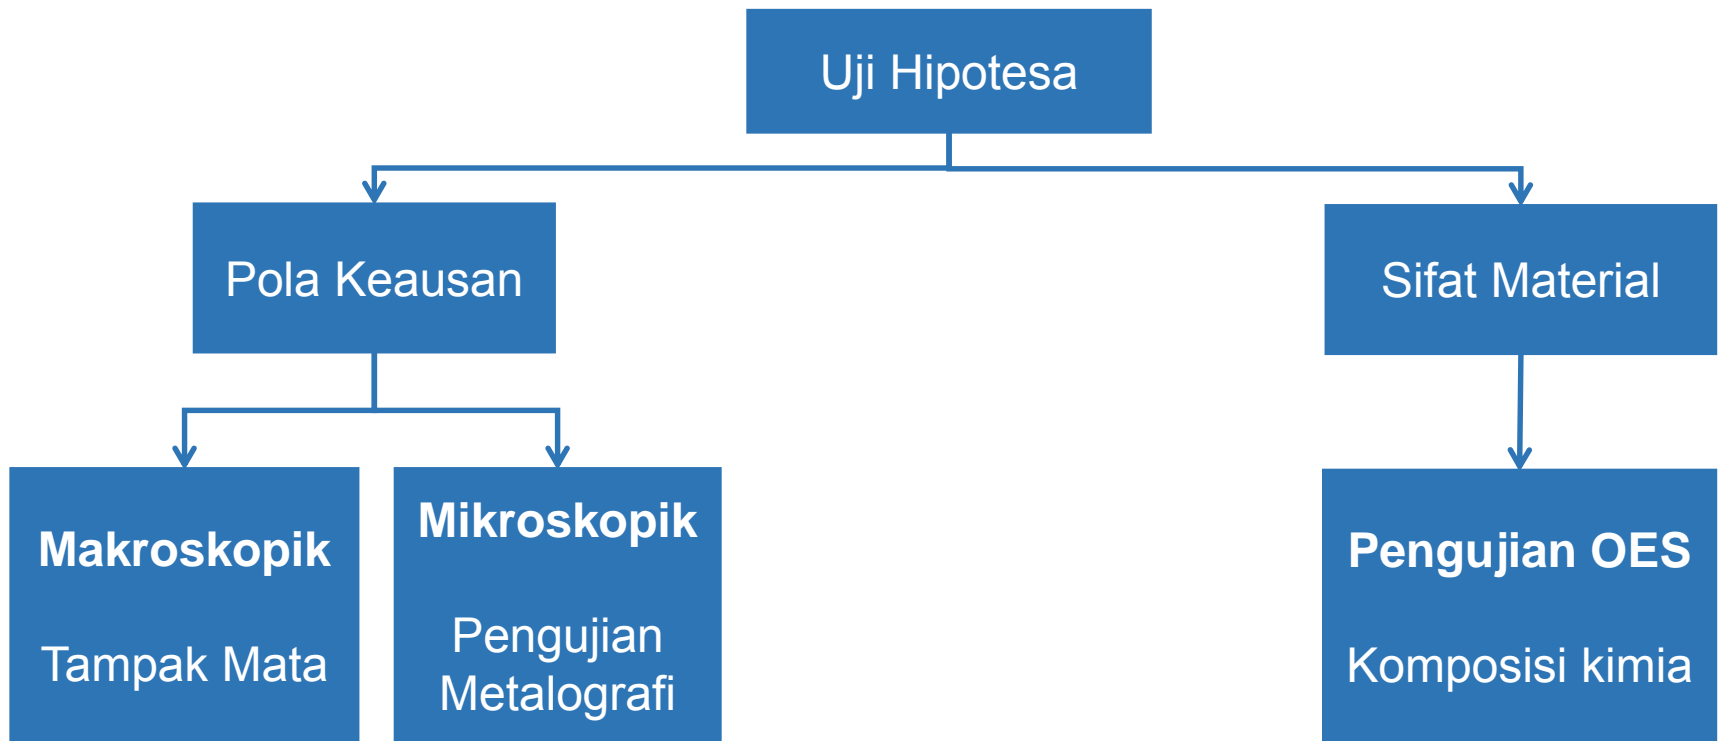 Uji Hipotesa
Pola Keausan
Sifat Material
Makroskopik
Tampak Mata
Mikroskopik
Pengujian
Metalografi
Pengujian OES
Komposisi kimia